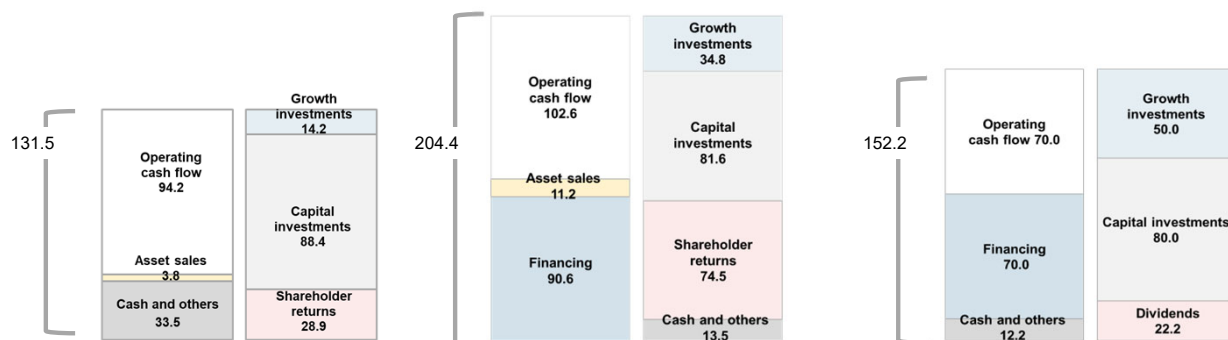 131.5
Operating
cash flow
94.2
Asset sales
3.8
Cash and others
33.5
Growth
investments
14.2
Capital
investments
88.4
Shareholder
returns
28.9
204.4
Operating
cash flow
102.6
Asset sales
11.2
Financing
90.6
Growth
investments
34.8
Capital
investments
81.6
Shareholder
returns
74.5
Cash and others
13.5
152.2
Operating
cash flow 70.0
Financing
70.0
Cash and others
12.2
Growth
investments
50.0
Capital investments
80.0
Dividends
22.2